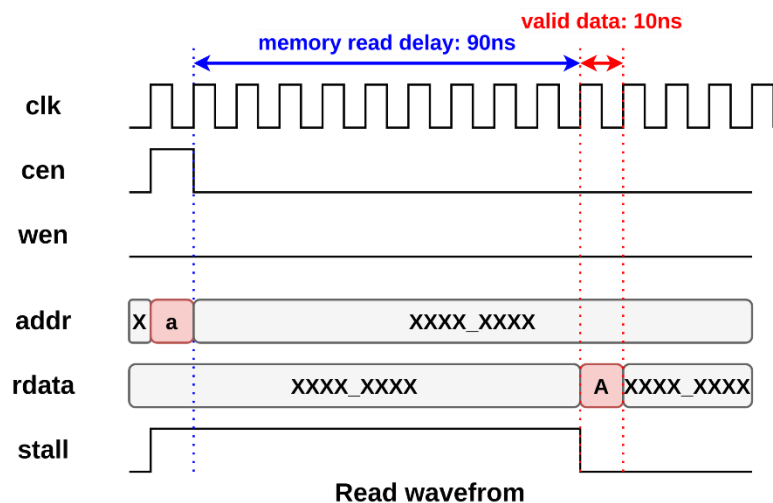 valid data: 10ns
memory read delay: 90ns
clk
cen
wen
addr X a XXXX_XXXX
rdata XXXX_XXXX A XXXX_XXXX
stall
Read wavefrom